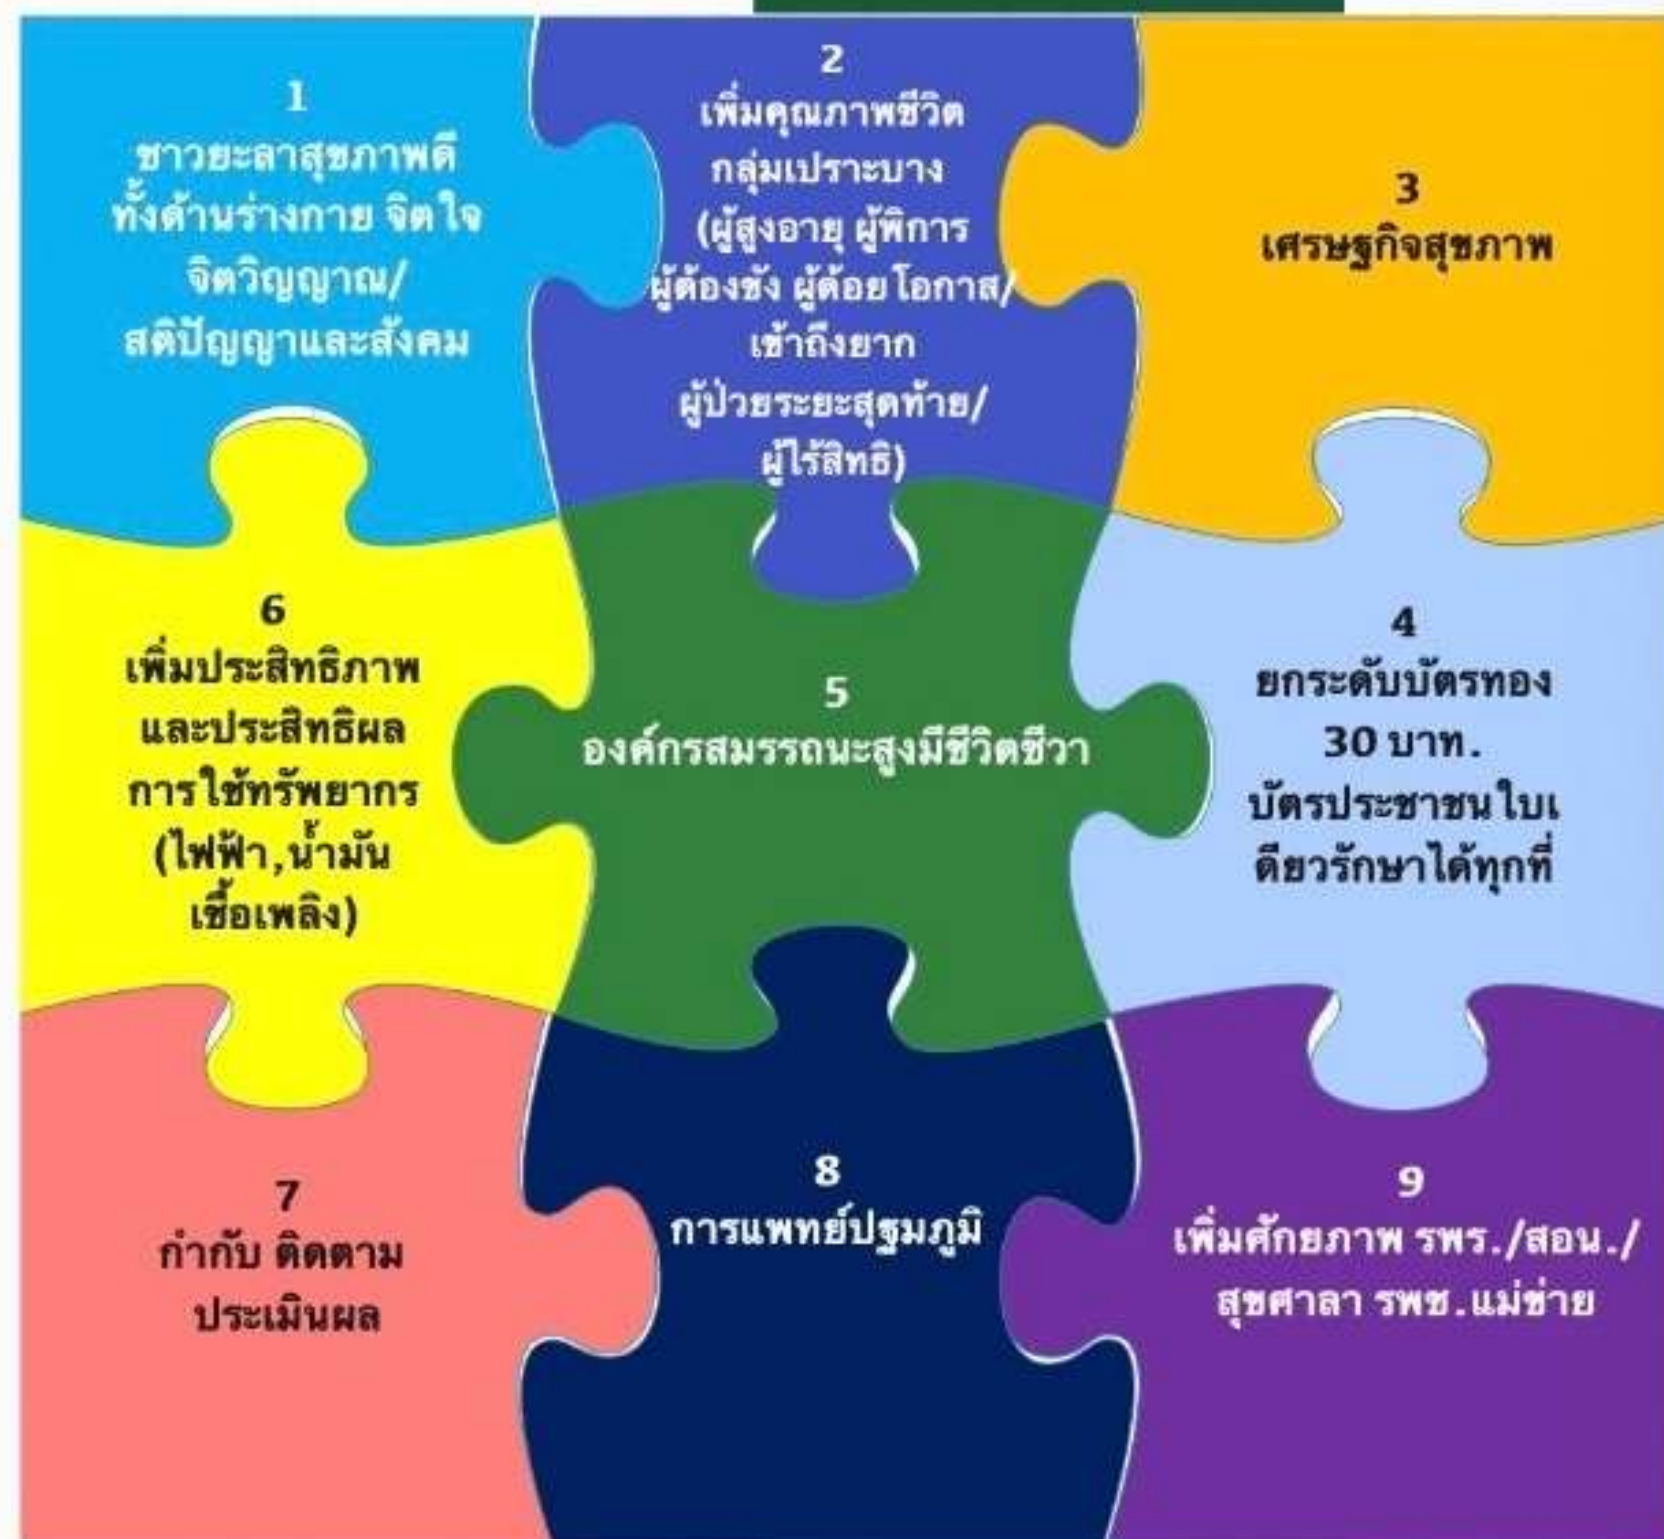 1
ชาวยะลาสุขภาพดี
ทั้งด้านร่างกาย จิตใจ
จิตวิญญาณ/
สติปัญญาและสังคม
2
เพิ่มคุณภาพชีวิต
กลุ่มเปราะบาง
(ผู้สูงอายุ ผู้พิการ
ผู้ต้องขัง ผู้ด้อยโอกาส/
เข้าถึงยาก
ผู้ป่วยระยะสุดท้าย/
ผู้ไร้สิทธิ)
3
เศรษฐกิจสุขภาพ
6
เพิ่มประสิทธิภาพ
และประสิทธิผล
การใช้ทรัพยากร
(ไฟฟ้า,น้ำมัน
เชื้อเพลิง)
5
องค์กรสมรรถนะสูงมีชีวิตชีวา
4
ยกระดับบัตรทอง
30 บาท.
บัตรประชาชนใบเ
ดียวรักษาได้ทุกที่
7
กำกับ ติดตาม
ประเมินผล
8
การแพทย์ปฐมภูมิ
9
เพิ่มศักยภาพ รพร./สอน./
สุขศาลา รพช.แม่ข่าย